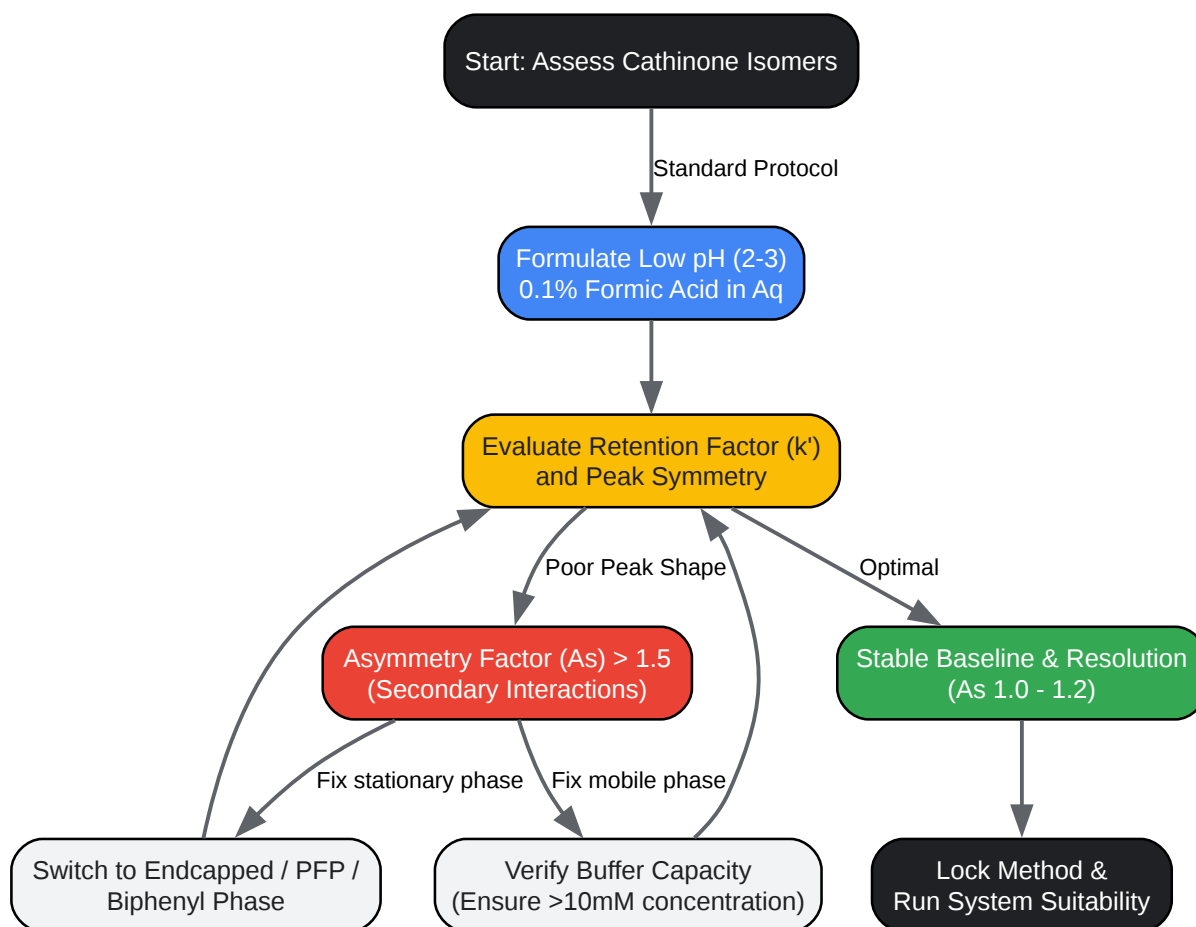 Start: Assess Cathinone Isomers
Standard Protocol
Formulate Low pH (2-3)
0.1% Formic Acid in Aq
Evaluate Retention Factor (k')
and Peak Symmetry
Poor Peak Shape
Optimal
Asymmetry Factor (As) > 1.5
(Secondary Interactions)
Stable Baseline & Resolution
(As 1.0 - 1.2)
Fix stationary phase
Fix mobile phase
Switch to Endcapped / PFP /
Biphenyl Phase
Verify Buffer Capacity
(Ensure >10mM concentration)
Lock Method &
Run System Suitability